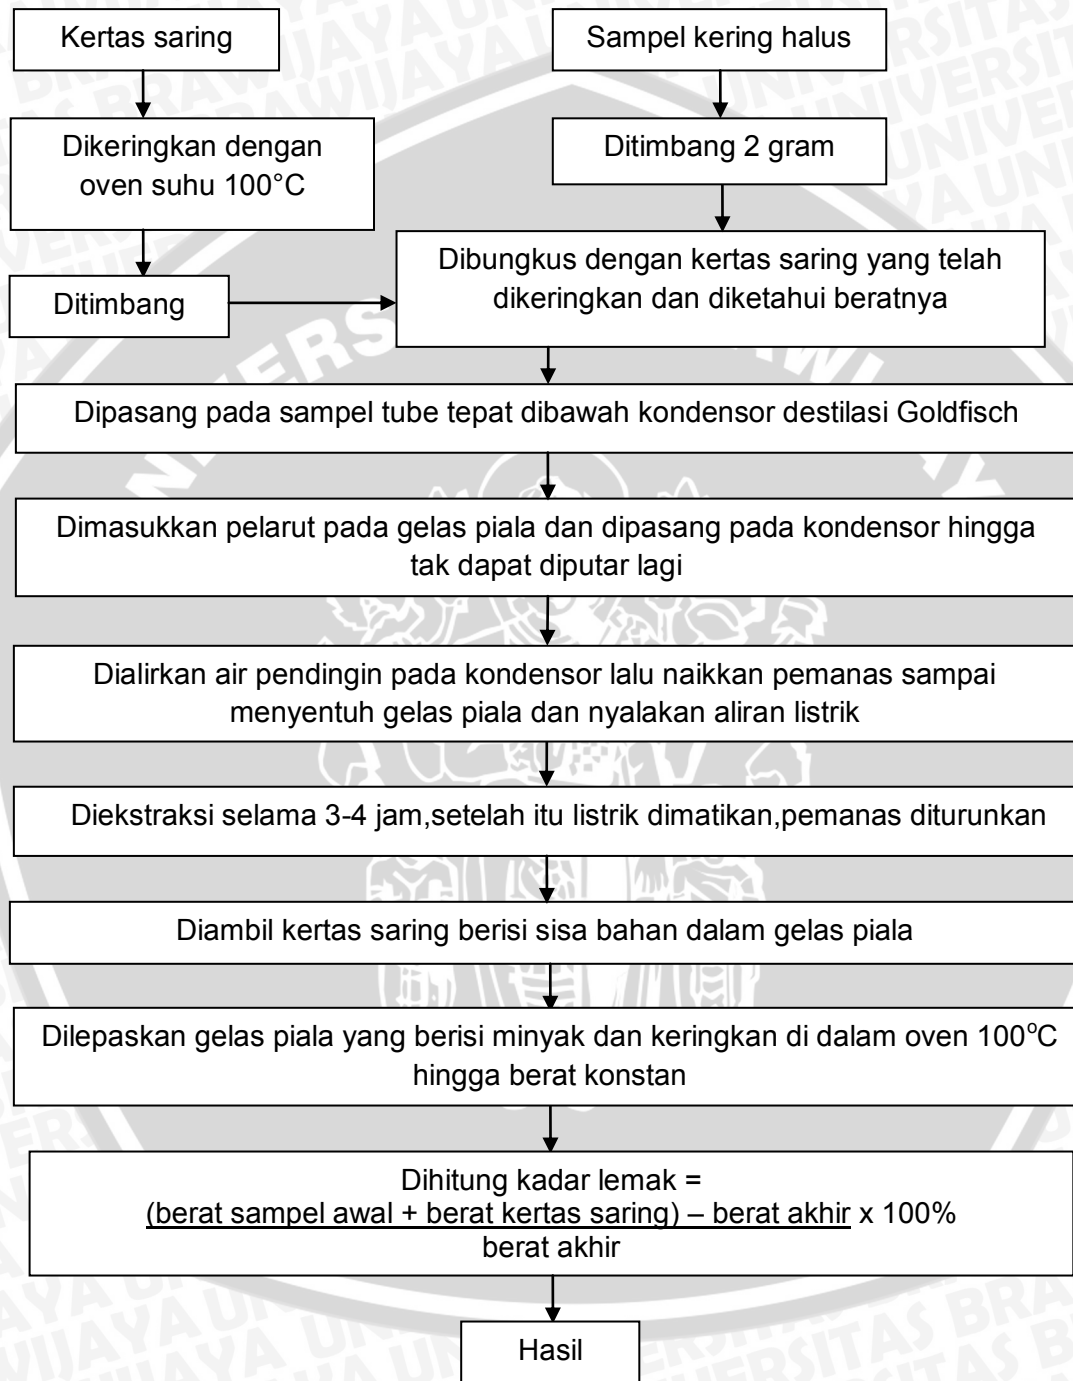 Kertas saring
Sampel kering halus
Dikeringkan dengan
oven suhu 100°C
Ditimbang 2 gram
Ditimbang
Dibungkus dengan kertas saring yang telah
dikeringkan dan diketahui beratnya
Dipasang pada sampel tube tepat dibawah kondensor destilasi Goldfisch
Dimasukkan pelarut pada gelas piala dan dipasang pada kondensor hingga
tak dapat diputar lagi
Dialirkan air pendingin pada kondensor lalu naikkan pemanas sampai
menyentuh gelas piala dan nyalakan aliran listrik
Diekstraksi selama 3-4 jam,setelah itu listrik dimatikan,pemanas diturunkan
Diambil kertas saring berisi sisa bahan dalam gelas piala
Dilepaskan gelas piala yang berisi minyak dan keringkan di dalam oven 100°C
hingga berat konstan
Dihitung kadar lemak =
(berat sampel awal + berat kertas saring) – berat akhir x 100%
berat akhir
Hasil